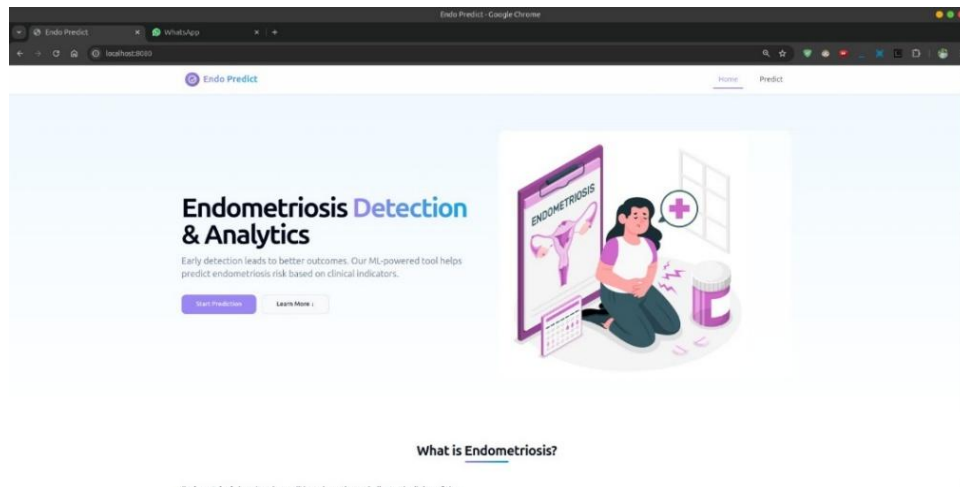 Endo Predict - Google Chrome
Endo Predict
WhatsApp
Endo Predict
Home
Predict
Endometriosis Detection
& Analytics
Early detection leads to better outcomes. Our ML-powered tool helps
predict endometriosis risk based on clinical indicators.
Start Prediction
Learn More ↓
ENDOMETRIOSIS
What is Endometriosis?